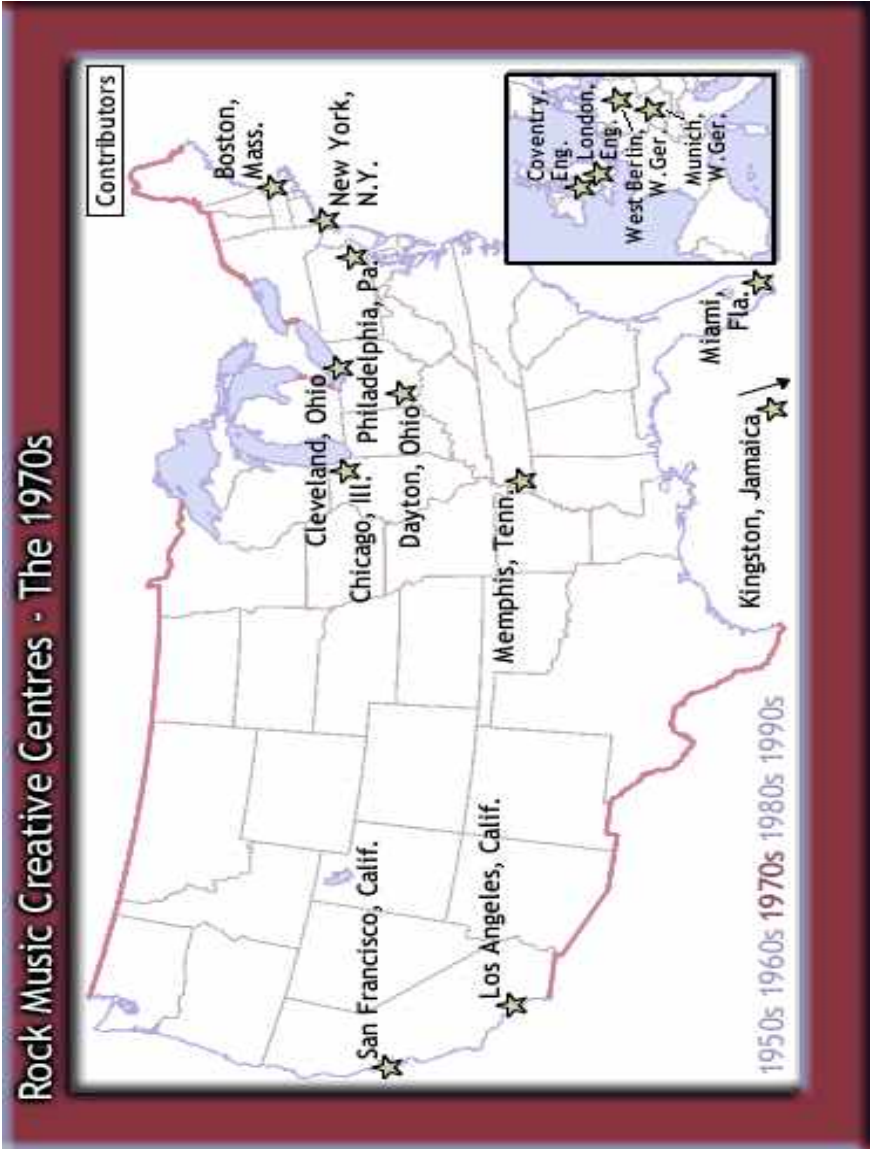 Rock Music Creative Centres - The 1970s
Contributors
Boston,
Mass.
New York,
N.Y.
Cleveland, Ohio
Chicago, Ill.
Philadelphia, Pa.
Dayton, Ohio
San Francisco, Calif.
Los Angeles, Calif.
Memphis, Tenn.
Coventry,
Eng.
London,
Eng.
West Berlin,
W.Ger.
Munich,
W.Ger.
Miami,
Fla.
Kingston, Jamaica
1950s 1960s 1970s 1980s 1990s